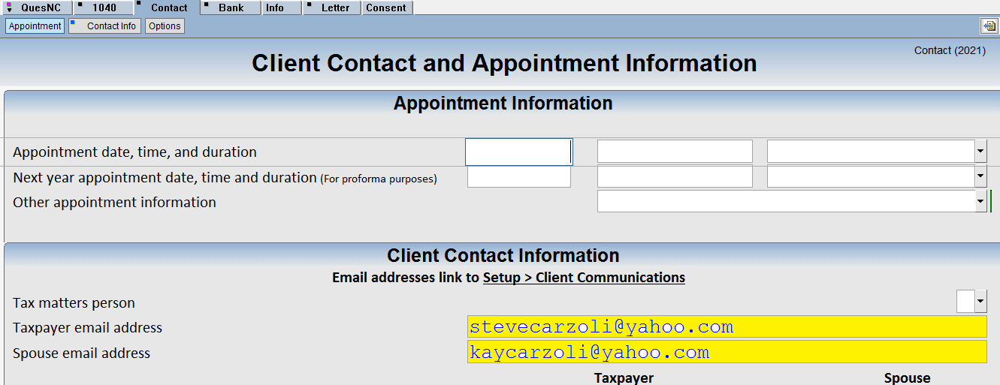 QuesNC 1040 Contact Bank Info Letter Consent
Appointment Contact Info Options
Contact (2021)
Client Contact and Appointment Information
Appointment Information
Appointment date, time, and duration
Next year appointment date, time and duration (For proforma purposes)
Other appointment information
Client Contact Information
Email addresses link to Setup > Client Communications
Tax matters person
Taxpayer email address stevecarzoli@yahoo.com
Spouse email address kaycarzoli@yahoo.com
Taxpayer Spouse